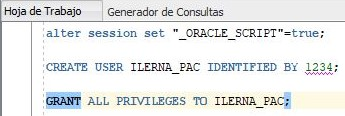 Hoja de Trabajo Generador de Consultas
alter session set "_ORACLE_SCRIPT"=true;
CREATE USER ILERNA_PAC IDENTIFIED BY 1234;
GRANT ALL PRIVILEGES TO ILERNA_PAC;